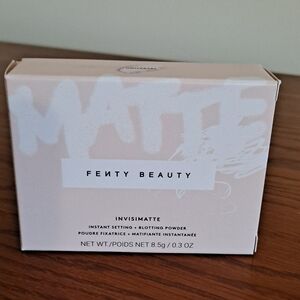 MATTE
FEИTY BEAUTY
INVISIMATTE
INSTANT SETTING + BLOTTING POWDER
POUDRE FIXATRICE + MATIFIANTE INSTANTANÉE
NET WT./POIDS NET 8.5g / 0.3 OZ